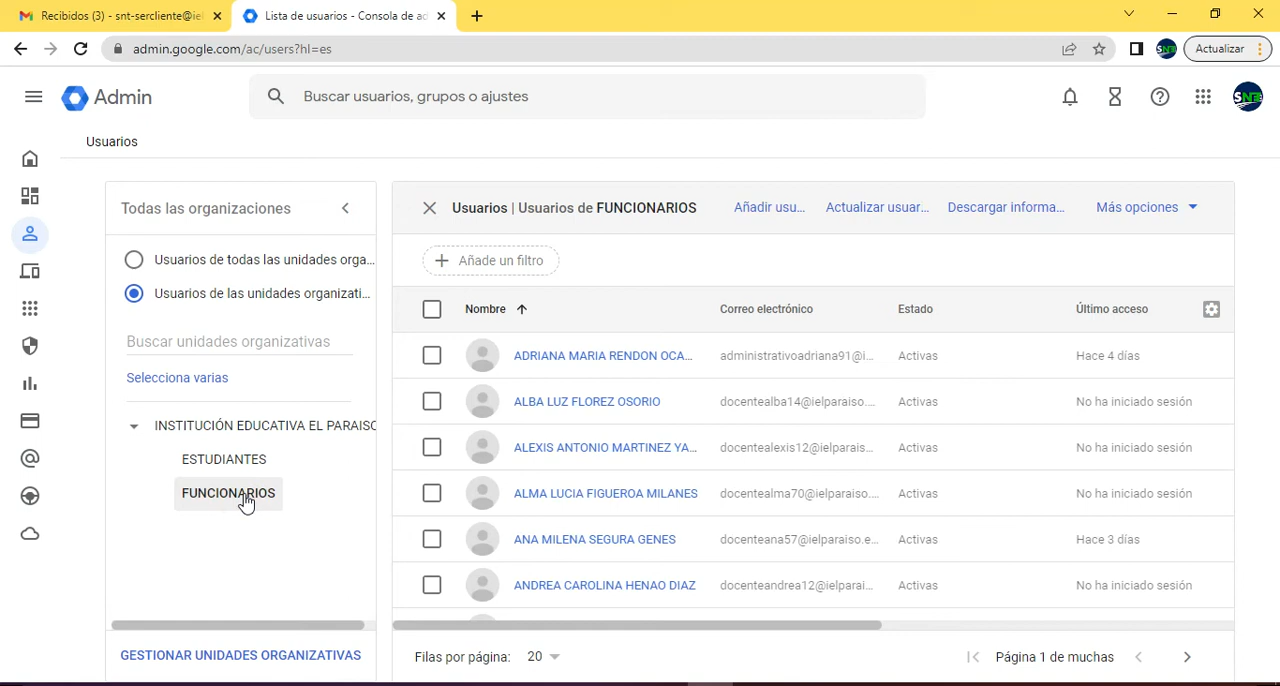 Recibidos (3) - snt-sercliente@iel
Lista de usuarios - Consola de ad
admin.google.com/ac/users?hl=es
Actualizar
Admin
Buscar usuarios, grupos o ajustes
SNT
Usuarios
Todas las organizaciones
Usuarios de todas las unidades orga...
Usuarios de las unidades organizati...
Buscar unidades organizativas
Selecciona varias
INSTITUCIÓN EDUCATIVA EL PARAISO
ESTUDIANTES
FUNCIONARIOS
GESTIONAR UNIDADES ORGANIZATIVAS
Usuarios | Usuarios de FUNCIONARIOS
Añadir usu...
Actualizar usuar...
Descargar informa...
Más opciones
Añade un filtro
Nombre Correo electrónico Estado Último acceso
ADRIANA MARIA RENDON OCA... administrativoadriana91@i... Activas Hace 4 días
ALBA LUZ FLOREZ OSORIO docentealba14@ielparaiso.... Activas No ha iniciado sesión
ALEXIS ANTONIO MARTINEZ YA... docentealexis12@ielparais... Activas No ha iniciado sesión
ALMA LUCIA FIGUEROA MILANES docentealma70@ielparaiso.... Activas No ha iniciado sesión
ANA MILENA SEGURA GENES docenteana57@ielparaiso.e... Activas Hace 3 días
ANDREA CAROLINA HENAO DIAZ docenteandrea12@ielparai... Activas No ha iniciado sesión
Filas por página: 20
Página 1 de muchas